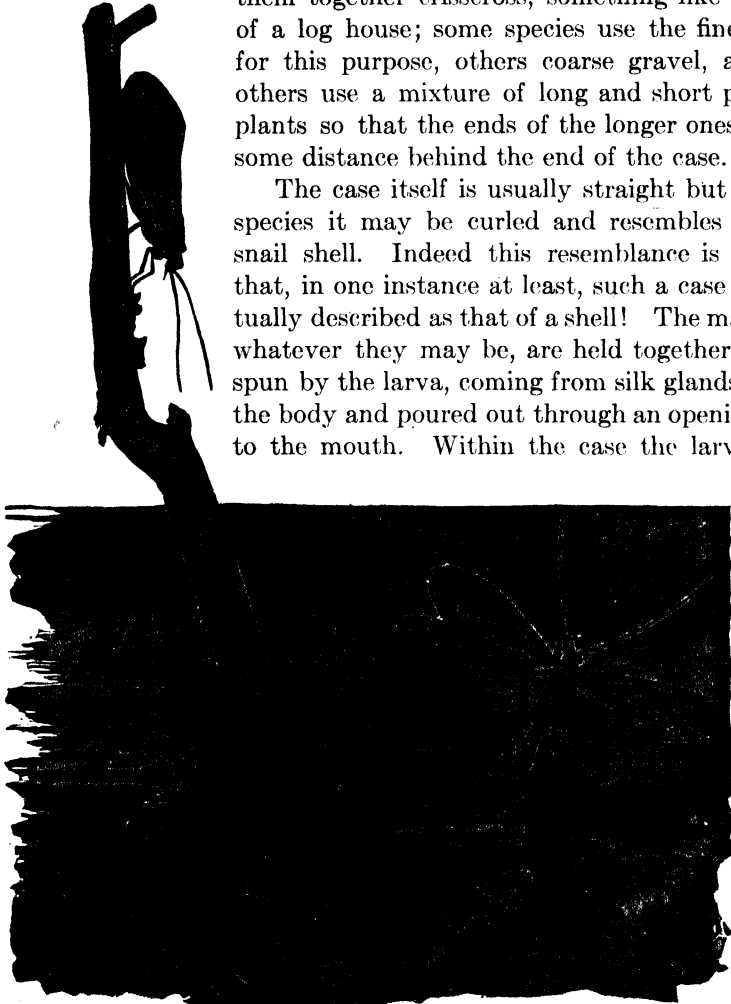 them together crisscross, something like
of a log house; some species use the fine
for this purpose, others coarse gravel, a
others use a mixture of long and short p
plants so that the ends of the longer ones
some distance behind the end of the case.
The case itself is usually straight but
species it may be curled and resembles
snail shell. Indeed this resemblance is
that, in one instance at least, such a case
tually described as that of a shell! The m
whatever they may be, are held together
spun by the larva, coming from silk glands
the body and poured out through an openi
to the mouth. Within the case the larv